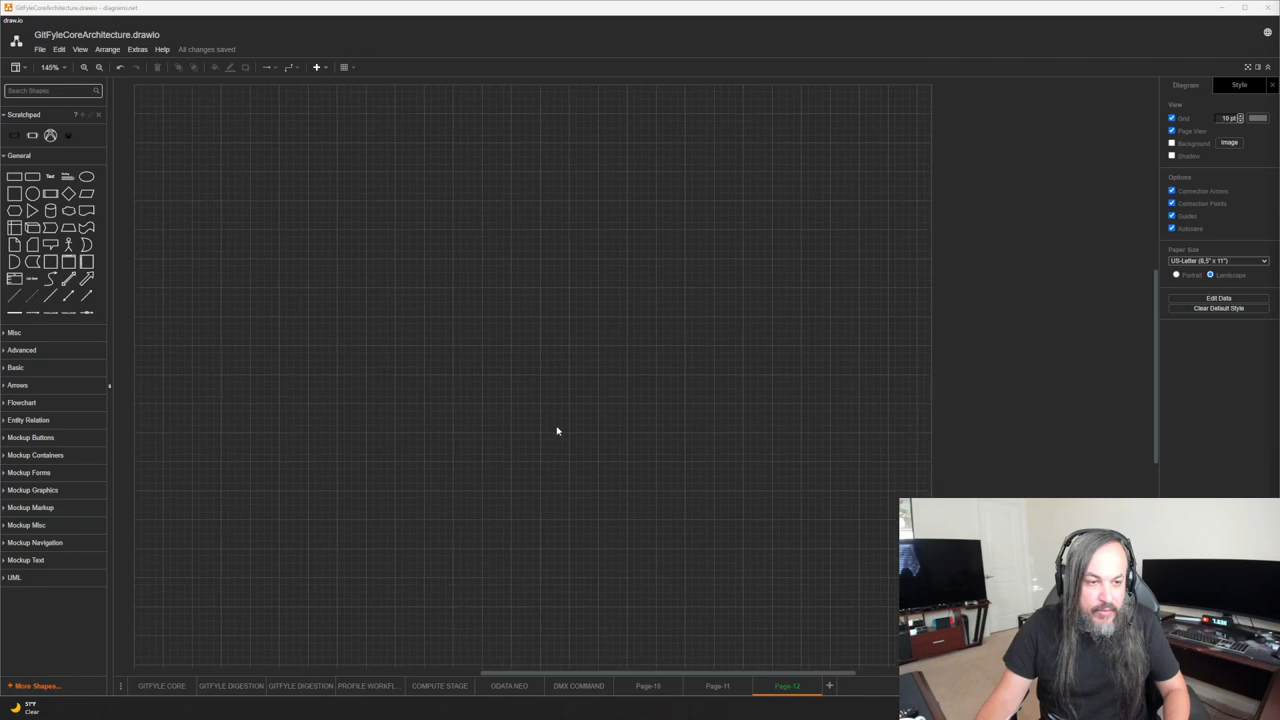 GitFyleCoreArchitecture.drawio – diagrams.net
draw.io
GitFyleCoreArchitecture.drawio
File Edit View Arrange Extras Help All changes saved
145%
Search Shapes
Scratchpad
General
Text
Misc
Advanced
Basic
Arrows
Flowchart
Entity Relation
Mockup Buttons
Mockup Containers
Mockup Forms
Mockup Graphics
Mockup Markup
Mockup Misc
Mockup Navigation
Mockup Text
UML
+ More Shapes...
Diagram Style
View
Grid 10 pt
Page View
Background Image
Shadow
Options
Connection Arrows
Connection Points
Guides
Autosave
Paper Size
US-Letter (8,5" x 11")
Portrait Landscape
Edit Data
Clear Default Style
GITFYLE CORE GITFYLE DIGESTION GITFYLE DIGESTION PROFILE WORKFL... COMPUTE STAGE ODATA NEO DMX COMMAND Page-10 Page-11 Page-12
51°F
Clear